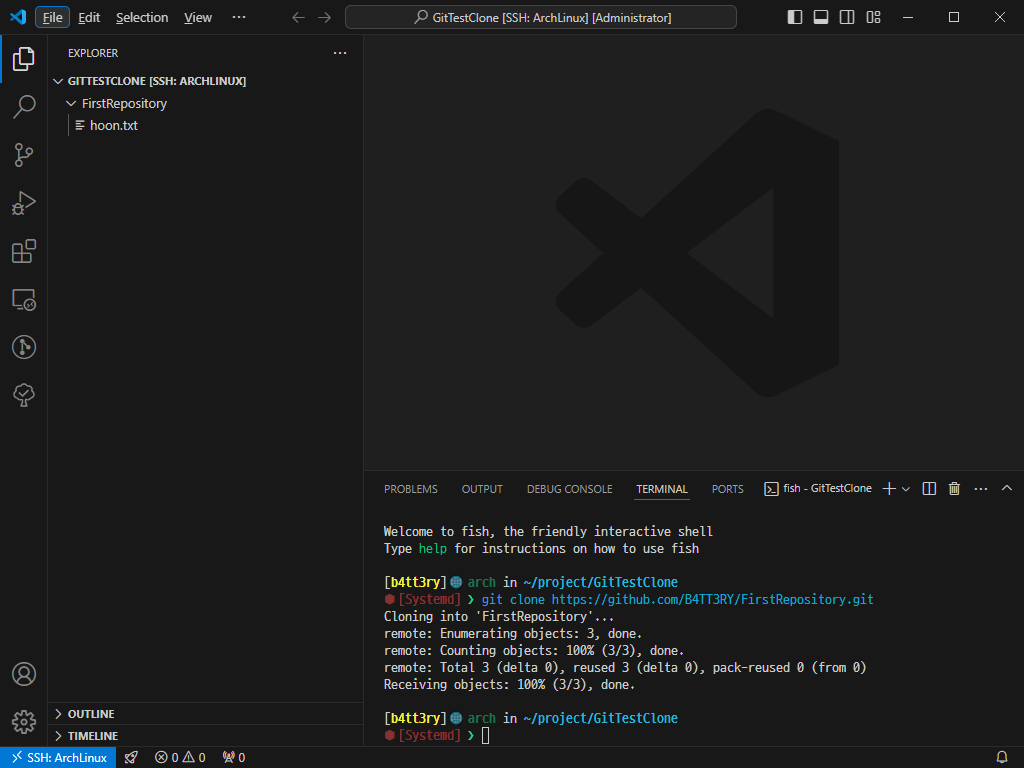 File Edit Selection View ··· GitTestClone [SSH: ArchLinux] [Administrator]
EXPLORER
GITTESTCLONE [SSH: ARCHLINUX]
FirstRepository
hoon.txt
OUTLINE
TIMELINE
PROBLEMS OUTPUT DEBUG CONSOLE TERMINAL PORTS fish - GitTestClone
Welcome to fish, the friendly interactive shell
Type help for instructions on how to use fish
[b4tt3ry] arch in ~/project/GitTestClone
[Systemd] ❯ git clone https://github.com/B4TT3RY/FirstRepository.git
Cloning into 'FirstRepository'...
remote: Enumerating objects: 3, done.
remote: Counting objects: 100% (3/3), done.
remote: Total 3 (delta 0), reused 3 (delta 0), pack-reused 0 (from 0)
Receiving objects: 100% (3/3), done.
[b4tt3ry] arch in ~/project/GitTestClone
[Systemd] ❯
SSH: ArchLinux 0 0 0